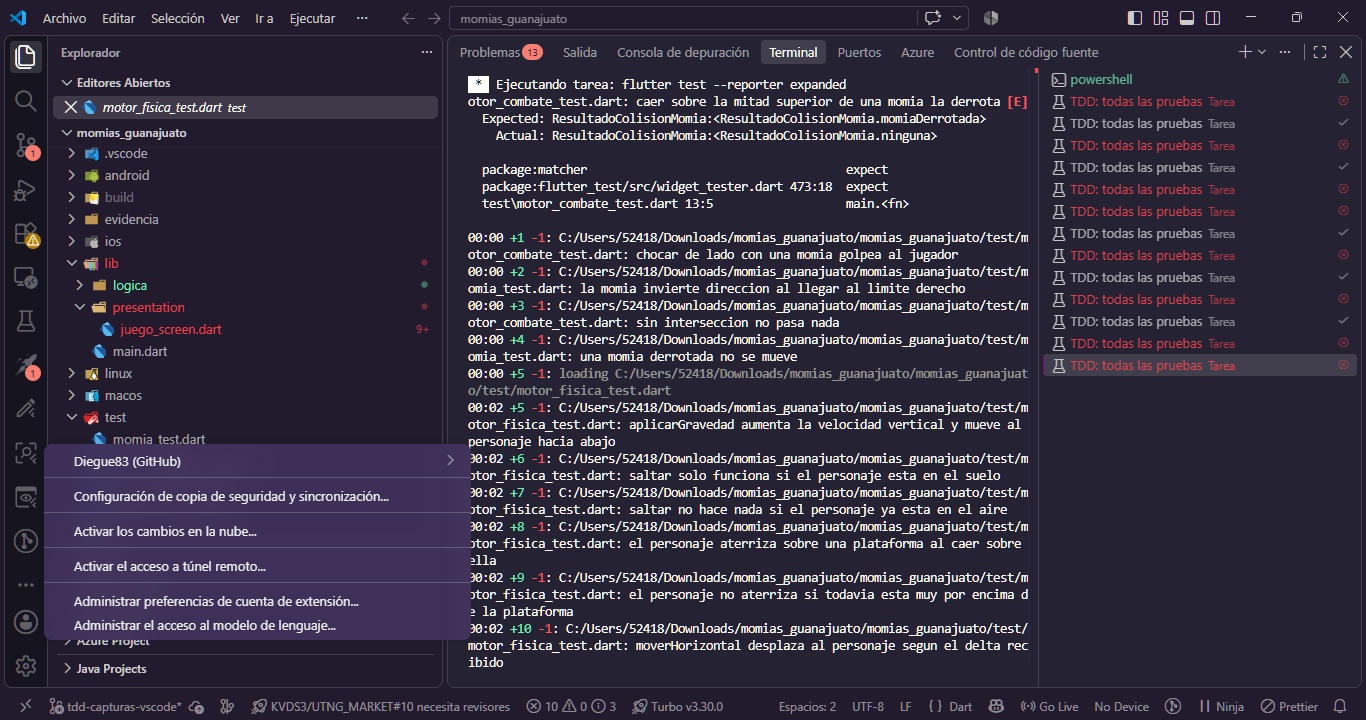 Archivo Editar Selección Ver Ir a Ejecutar ··· momias_guanajuato
Explorador ···
Editores Abiertos
motor_fisica_test.dart test
momias_guanajuato
.vscode
android
build
evidencia
ios
lib
logica
presentation
juego_screen.dart 9+
main.dart
linux
macos
test
momia_test.dart
1
1
Diegue83 (GitHub)
Configuración de copia de seguridad y sincronización...
Activar los cambios en la nube...
Activar el acceso a túnel remoto...
Administrar preferencias de cuenta de extensión...
Administrar el acceso al modelo de lenguaje...
Azure Project
Java Projects
Problemas 13 Salida Consola de depuración Terminal Puertos Azure Control de código fuente
* Ejecutando tarea: flutter test --reporter expanded
otor_combate_test.dart: caer sobre la mitad superior de una momia la derrota [E]
Expected: ResultadoColisionMomia:<ResultadoColisionMomia.momiaDerrotada>
Actual: ResultadoColisionMomia:<ResultadoColisionMomia.ninguna>
package:matcher expect
package:flutter_test/src/widget_tester.dart 473:18 expect
test\motor_combate_test.dart 13:5 main.<fn>
00:00 +1 -1: C:/Users/52418/Downloads/momias_guanajuato/momias_guanajuato/test/m
otor_combate_test.dart: chocar de lado con una momia golpea al jugador
00:00 +2 -1: C:/Users/52418/Downloads/momias_guanajuato/momias_guanajuato/test/m
omia_test.dart: la momia invierte direccion al llegar al limite derecho
00:00 +3 -1: C:/Users/52418/Downloads/momias_guanajuato/momias_guanajuato/test/m
otor_combate_test.dart: sin interseccion no pasa nada
00:00 +4 -1: C:/Users/52418/Downloads/momias_guanajuato/momias_guanajuato/test/m
omia_test.dart: una momia derrotada no se mueve
00:00 +5 -1: loading C:/Users/52418/Downloads/momias_guanajuato/momias_guanajuat
o/test/motor_fisica_test.dart
00:02 +5 -1: C:/Users/52418/Downloads/momias_guanajuato/momias_guanajuato/test/m
otor_fisica_test.dart: aplicarGravedad aumenta la velocidad vertical y mueve al
personaje hacia abajo
00:02 +6 -1: C:/Users/52418/Downloads/momias_guanajuato/momias_guanajuato/test/m
otor_fisica_test.dart: saltar solo funciona si el personaje esta en el suelo
00:02 +7 -1: C:/Users/52418/Downloads/momias_guanajuato/momias_guanajuato/test/m
otor_fisica_test.dart: saltar no hace nada si el personaje ya esta en el aire
00:02 +8 -1: C:/Users/52418/Downloads/momias_guanajuato/momias_guanajuato/test/m
otor_fisica_test.dart: el personaje aterriza sobre una plataforma al caer sobre
ella
00:02 +9 -1: C:/Users/52418/Downloads/momias_guanajuato/momias_guanajuato/test/m
otor_fisica_test.dart: el personaje no aterriza si todavia esta muy por encima d
e la plataforma
00:02 +10 -1: C:/Users/52418/Downloads/momias_guanajuato/momias_guanajuato/test/
motor_fisica_test.dart: moverHorizontal desplaza al personaje segun el delta rec
ibido
powershell
TDD: todas las pruebas Tarea
TDD: todas las pruebas Tarea
TDD: todas las pruebas Tarea
TDD: todas las pruebas Tarea
TDD: todas las pruebas Tarea
TDD: todas las pruebas Tarea
TDD: todas las pruebas Tarea
TDD: todas las pruebas Tarea
TDD: todas las pruebas Tarea
TDD: todas las pruebas Tarea
TDD: todas las pruebas Tarea
TDD: todas las pruebas Tarea
TDD: todas las pruebas Tarea
tdd-capturas-vscode* KVDS3/UTNG_MARKET#10 necesita revisores 10 0 3 Turbo v3.30.0 Espacios: 2 UTF-8 LF {} Dart Go Live No Device Ninja Prettier